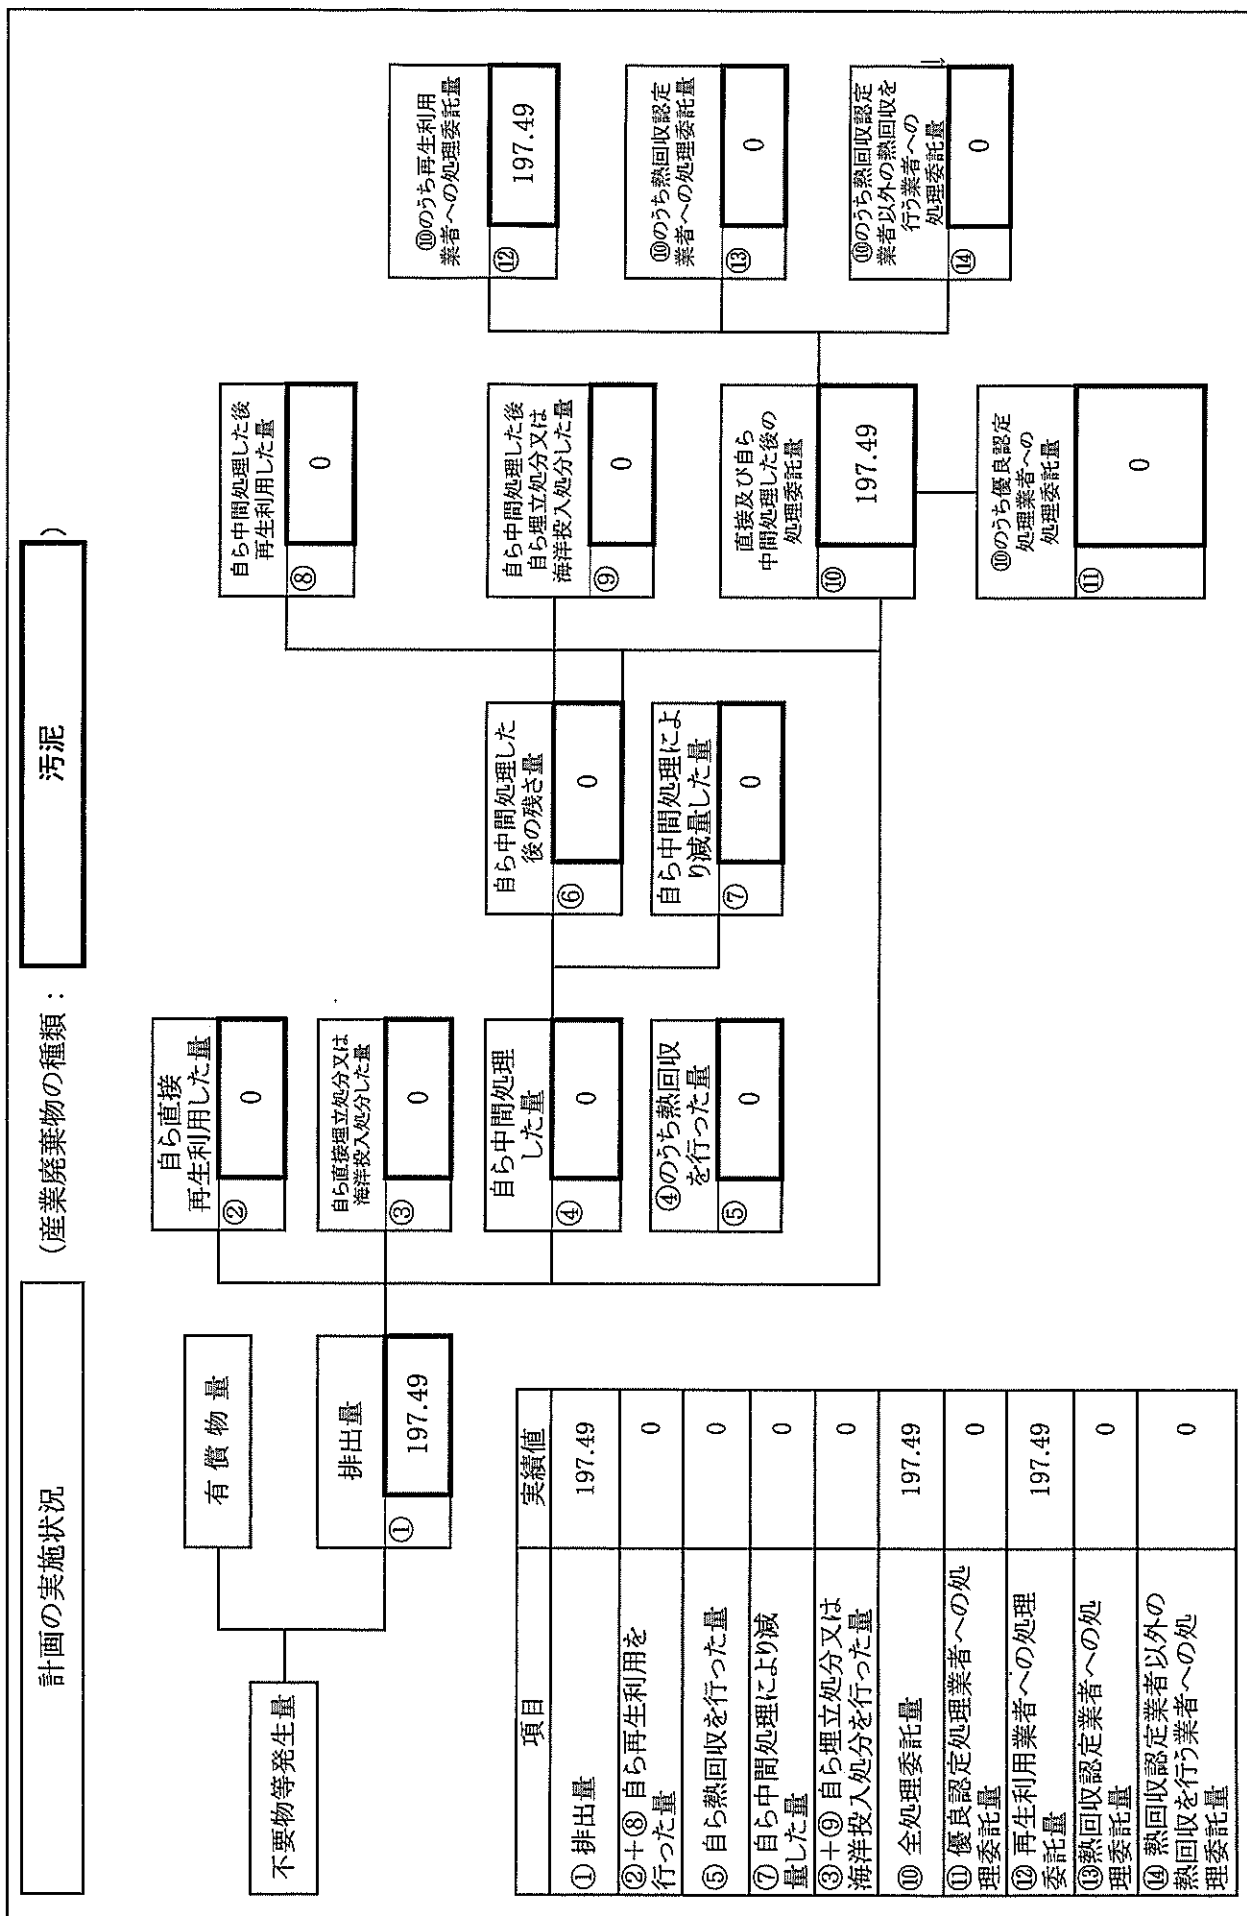 計画の実施状況
(産業廃棄物の種類:
汚泥
)
不要物等発生量
有償物量
排出量
①
197.49
自ら直接
再生利用した量
②
0
自ら直接埋立処分又は
海洋投入処分した量
③
0
自ら中間処理
した量
④
0
④のうち熱回収
を行った量
⑤
0
自ら中間処理した
後の残さ量
⑥
0
自ら中間処理によ
り減量した量
⑦
0
自ら中間処理した後
再生利用した量
⑧
0
自ら中間処理した後
自ら埋立処分又は
海洋投入処分した量
⑨
0
直接及び自ら
中間処理した後の
処理委託量
⑩
197.49
⑩のうち優良認定
処理業者への
処理委託量
⑪
0
⑩のうち再生利用
業者への処理委託量
⑫
197.49
⑩のうち熱回収認定
業者への処理委託量
⑬
0
⑩のうち熱回収認定
業者以外の熱回収を
行う業者への
処理委託量
⑭
0
項目 実績値
① 排出量 197.49
②+⑧ 自ら再生利用を
行った量 0
⑤ 自ら熱回収を行った量 0
⑦ 自ら中間処理により減
量した量 0
③+⑨ 自ら埋立処分又は
海洋投入処分を行った量 0
⑩ 全処理委託量 197.49
⑪ 優良認定処理業者への処
理委託量 0
⑫ 再生利用業者への処理
委託量 197.49
⑬熱回収認定業者への処
理委託量 0
⑭ 熱回収認定業者以外の
熱回収を行う業者への処
理委託量 0